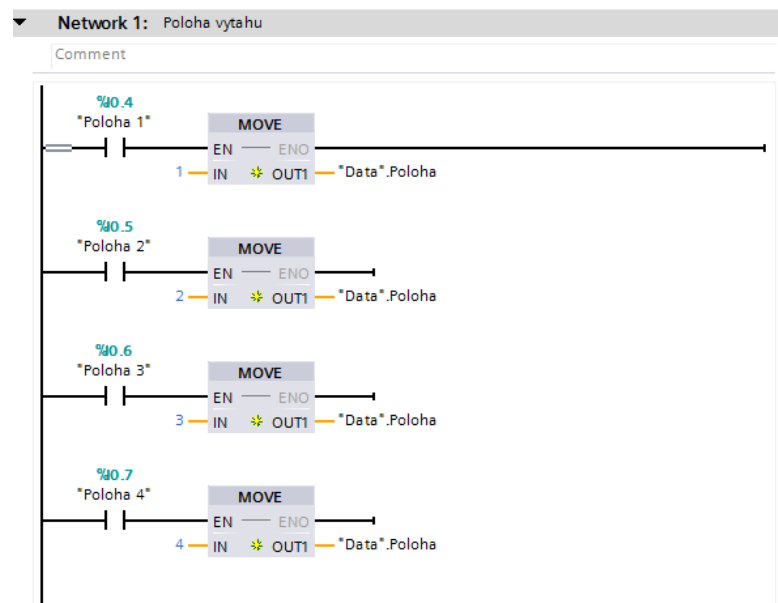 Network 1: Poloha vytahu
Comment
%I0.4
"Poloha 1"
MOVE
EN ENO
1 IN OUT1 "Data".Poloha
%I0.5
"Poloha 2"
MOVE
EN ENO
2 IN OUT1 "Data".Poloha
%I0.6
"Poloha 3"
MOVE
EN ENO
3 IN OUT1 "Data".Poloha
%I0.7
"Poloha 4"
MOVE
EN ENO
4 IN OUT1 "Data".Poloha